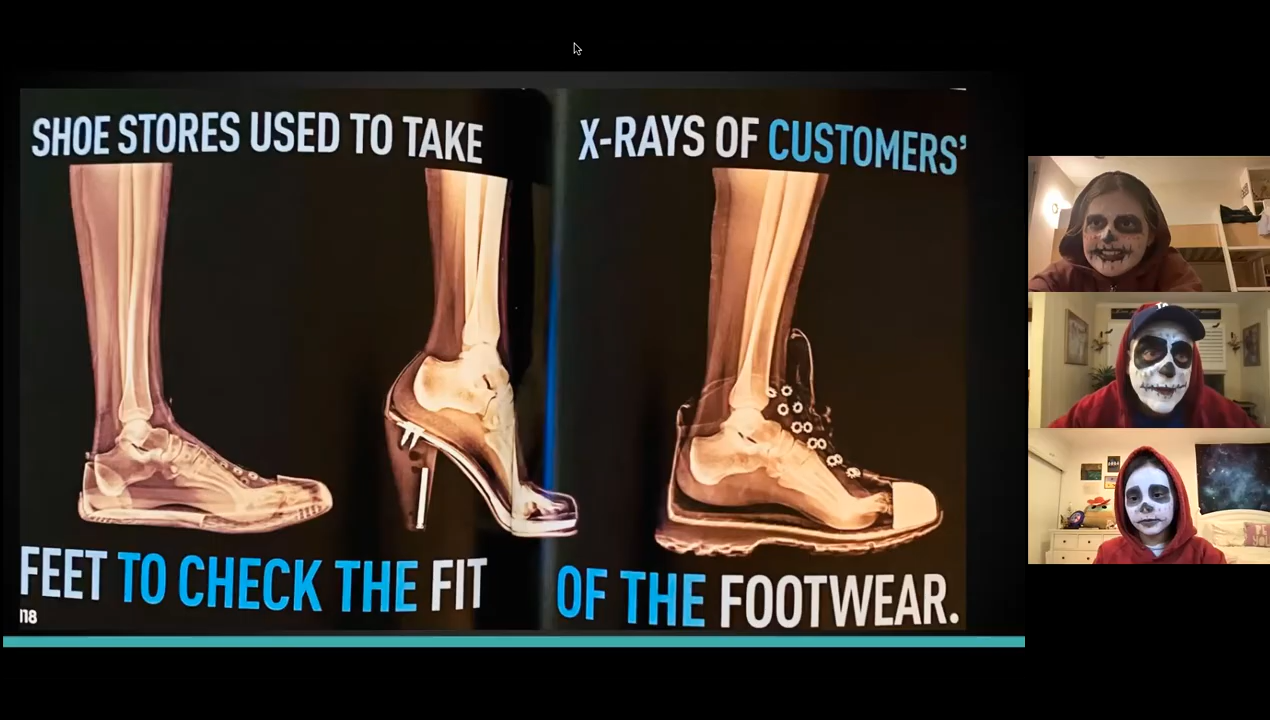 SHOE STORES USED TO TAKE
X-RAYS OF CUSTOMERS'
FEET TO CHECK THE FIT
OF THE FOOTWEAR.
118